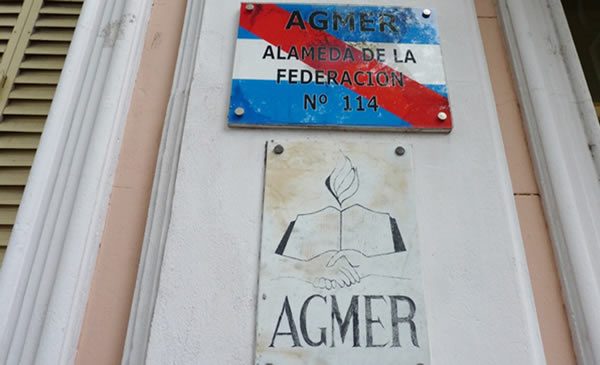 AGMER
ALAMEDA DE LA
FEDERACIÓN
Nº 114
AGMER